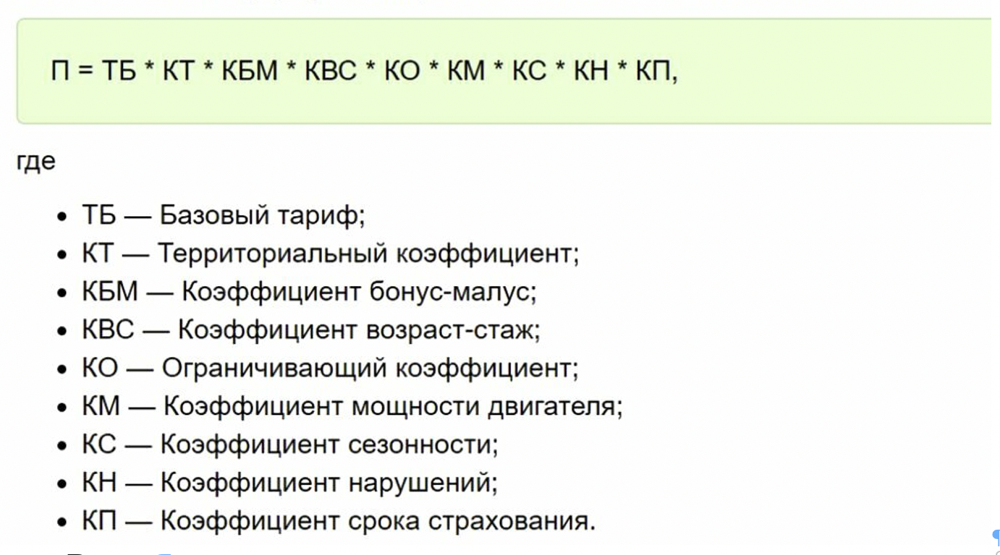 П = ТБ * КТ * КБМ * КВС * КО * КМ * КС * КН * КП,
где
• ТБ — Базовый тариф;
• КТ — Территориальный коэффициент;
• КБМ — Коэффициент бонус-малус;
• КВС — Коэффициент возраст-стаж;
• КО — Ограничивающий коэффициент;
• КМ — Коэффициент мощности двигателя;
• КС — Коэффициент сезонности;
• КН — Коэффициент нарушений;
• КП — Коэффициент срока страхования.